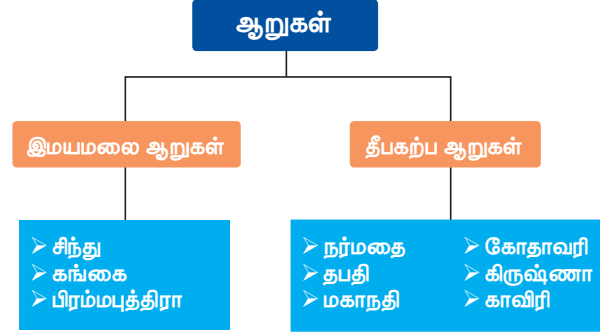 ஆறுகள்
இமயமலை ஆறுகள்
தீபகற்ப ஆறுகள்
➢ சிந்து
➢ கங்கை
➢ பிரம்மபுத்திரா
➢ நர்மதை
➢ தபதி
➢ மகாநதி
➢ கோதாவரி
➢ கிருஷ்ணா
➢ காவிரி